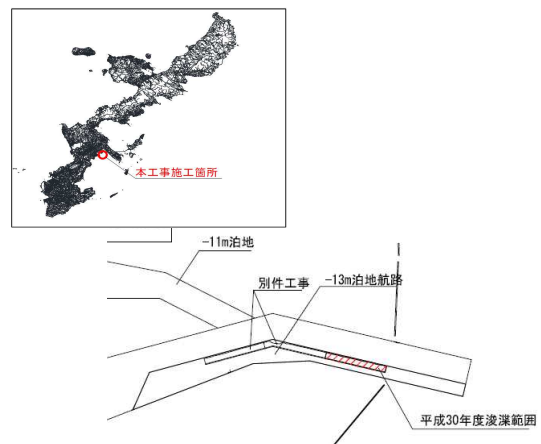 本工事施工箇所
-11m泊地
別件工事
-13m泊地航路
平成30年度浚渫範囲